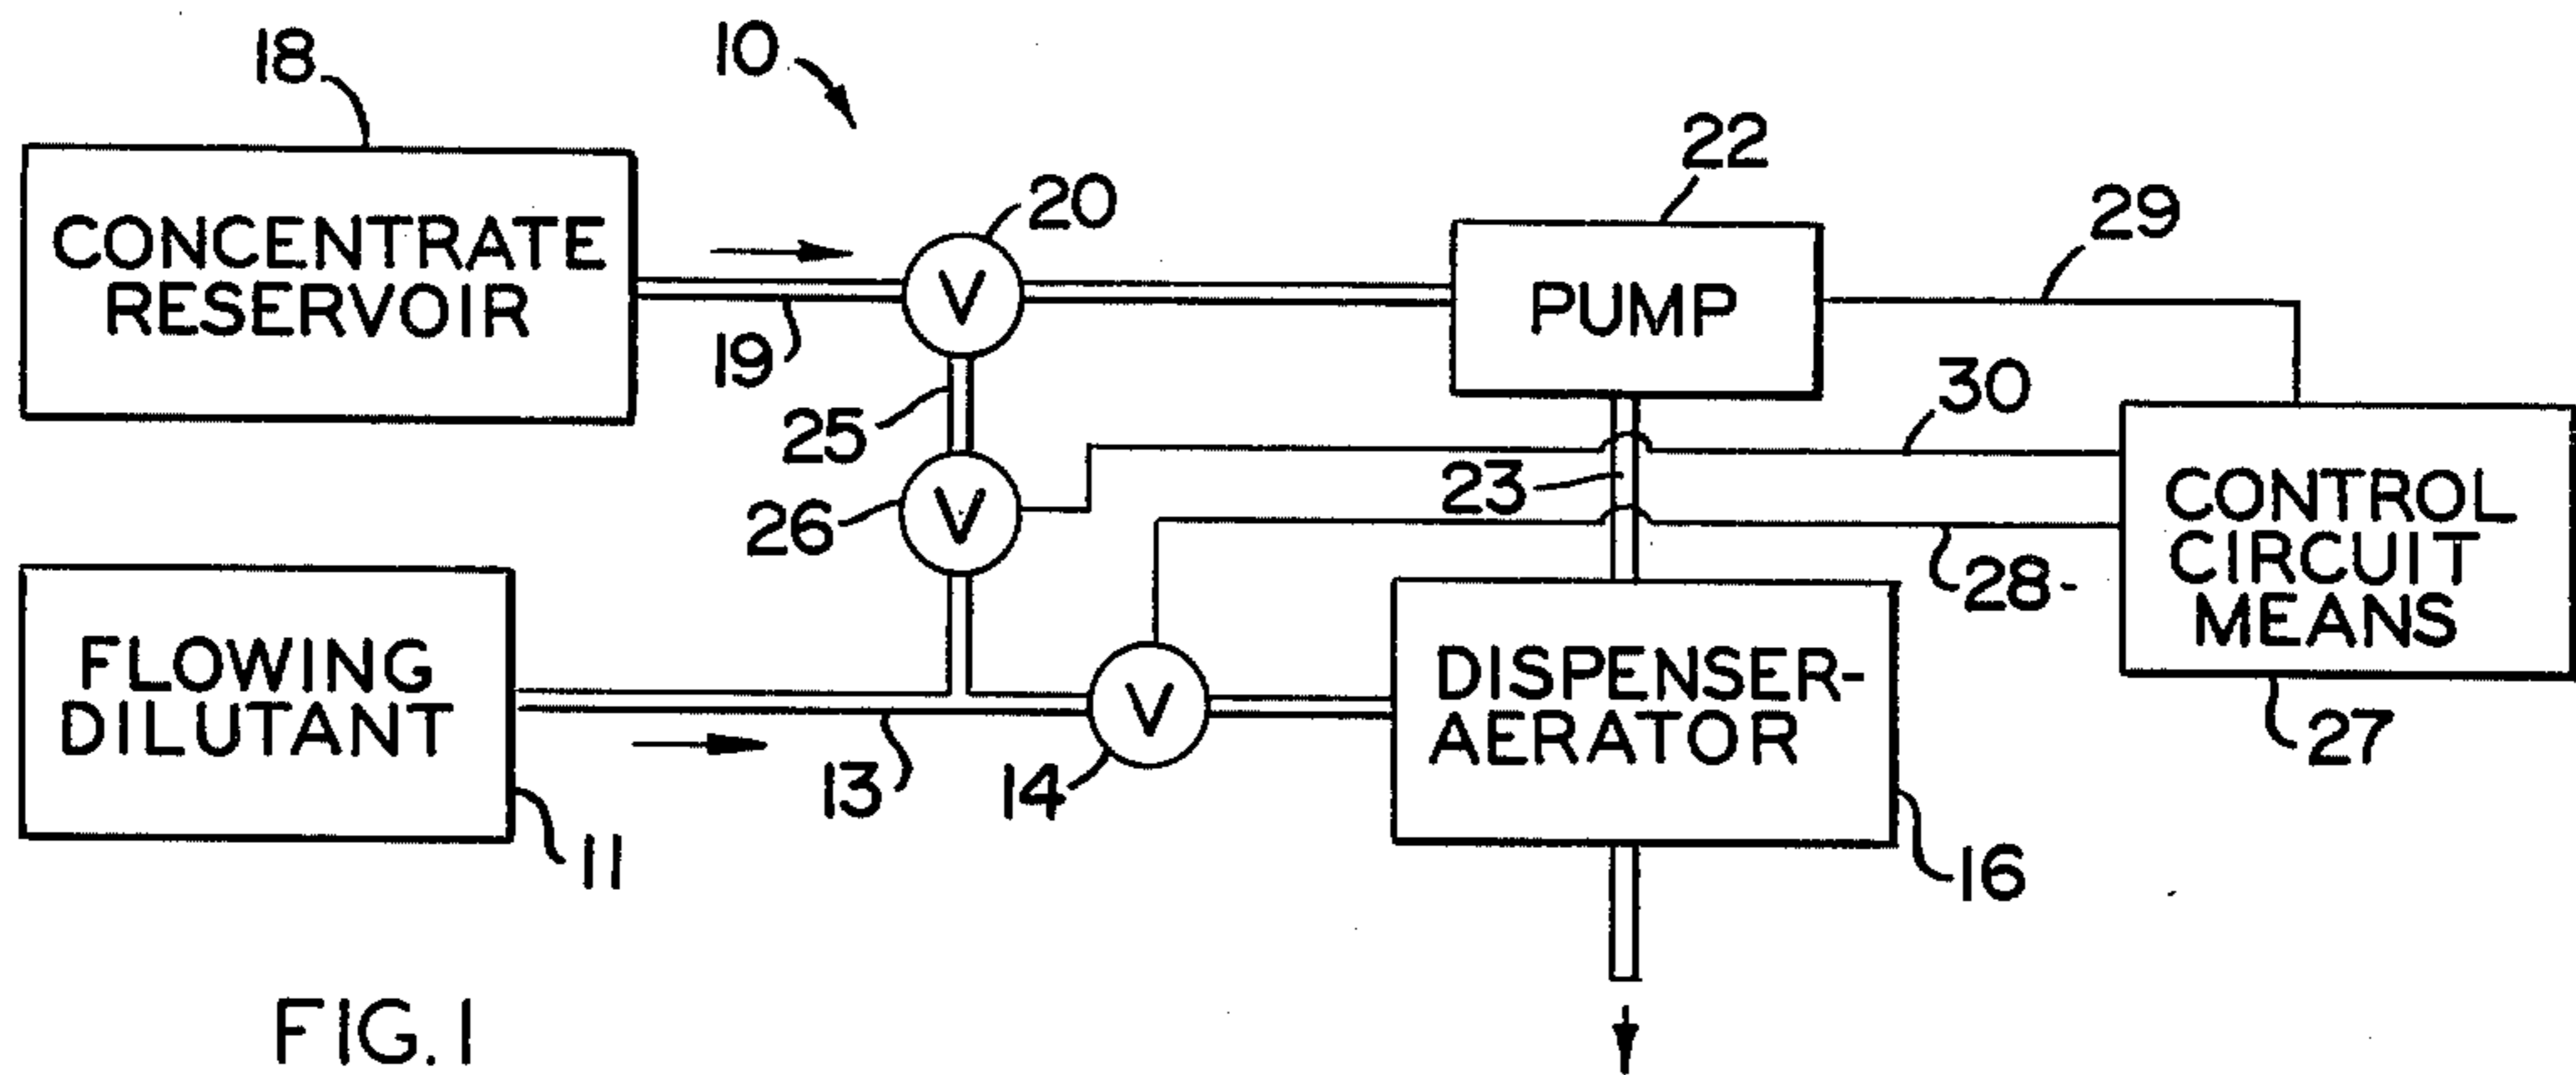 10
18
22
20
29
CONCENTRATE
RESERVOIR
V
PUMP
19
30
25
23
26
V
CONTROL
CIRCUIT
MEANS
28
FLOWING
DILUTANT
V
DISPENSER-
AERATOR
27
13
14
11
16
FIG. 1